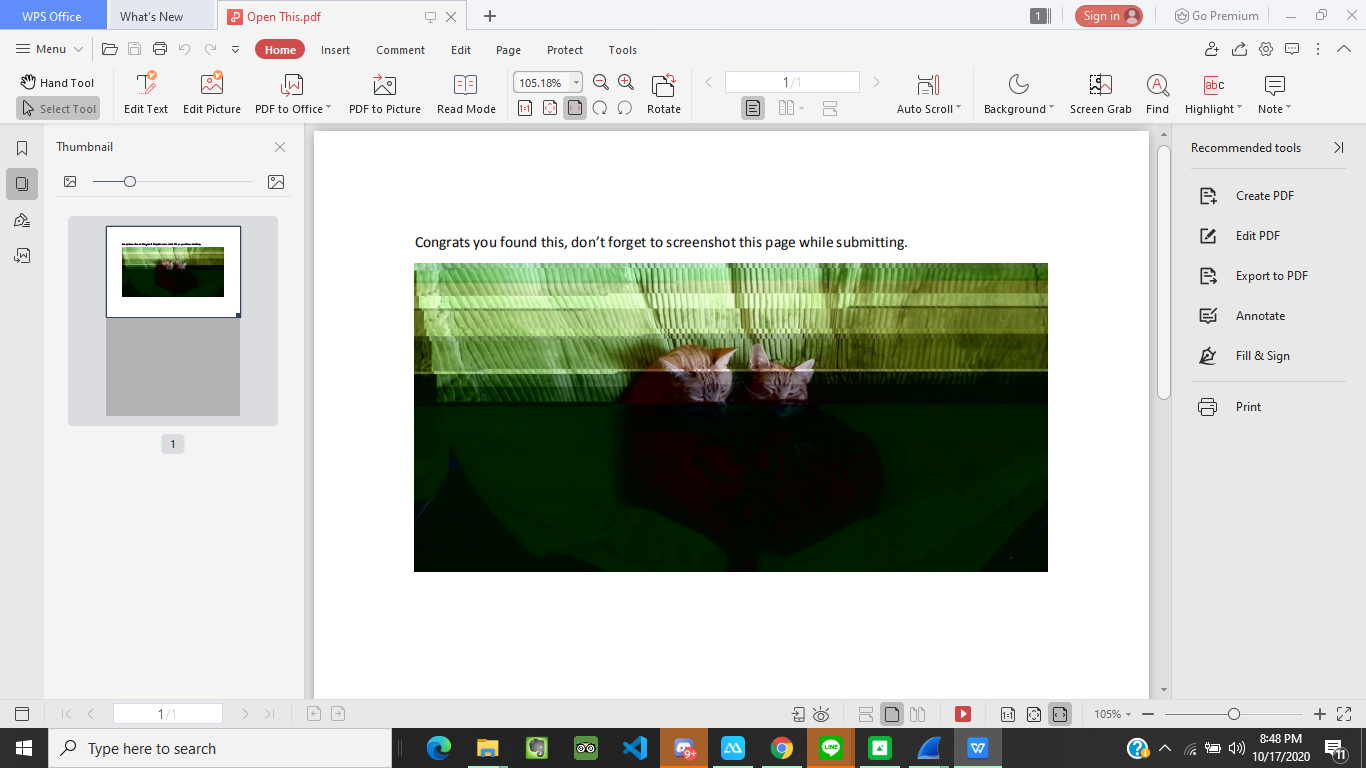 WPS Office
What's New
Open This.pdf
1
Sign in
Go Premium
Menu
Home
Insert
Comment
Edit
Page
Protect
Tools
Hand Tool
Select Tool
Edit Text
Edit Picture
PDF to Office
PDF to Picture
Read Mode
105.18%
1:1
Rotate
1/1
Auto Scroll
Background
Screen Grab
Find
abc
Highlight
Note
Thumbnail
1
Congrats you found this, don’t forget to screenshot this page while submitting.
Recommended tools
Create PDF
Edit PDF
Export to PDF
Annotate
Fill & Sign
Print
1/1
1:1
105%
Type here to search
9+
LINE
8:48 PM
10/17/2020
11